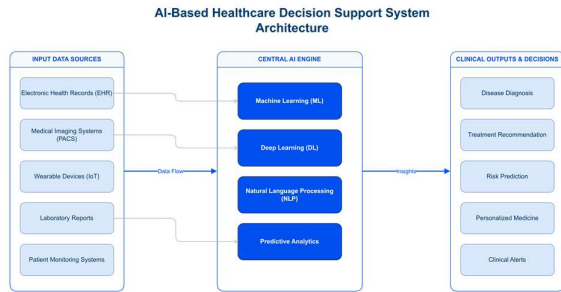 AI-Based Healthcare Decision Support System
Architecture
INPUT DATA SOURCES
Electronic Health Records (EHR)
Medical Imaging Systems
(PACS)
Wearable Devices (IoT)
Laboratory Reports
Patient Monitoring Systems
Data Flow
CENTRAL AI ENGINE
Machine Learning (ML)
Deep Learning (DL)
Natural Language Processing
(NLP)
Predictive Analytics
Insights
CLINICAL OUTPUTS & DECISIONS
Disease Diagnosis
Treatment Recommendation
Risk Prediction
Personalized Medicine
Clinical Alerts